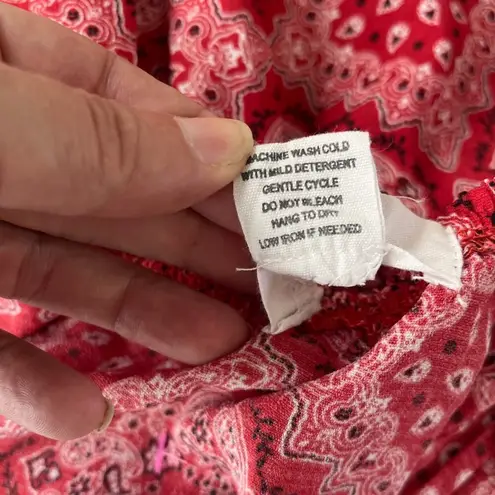 MACHINE WASH COLD
WITH MILD DETERGENT
GENTLE CYCLE
DO NOT BLEACH
HANG TO DRY
LOW IRON IF NEEDED